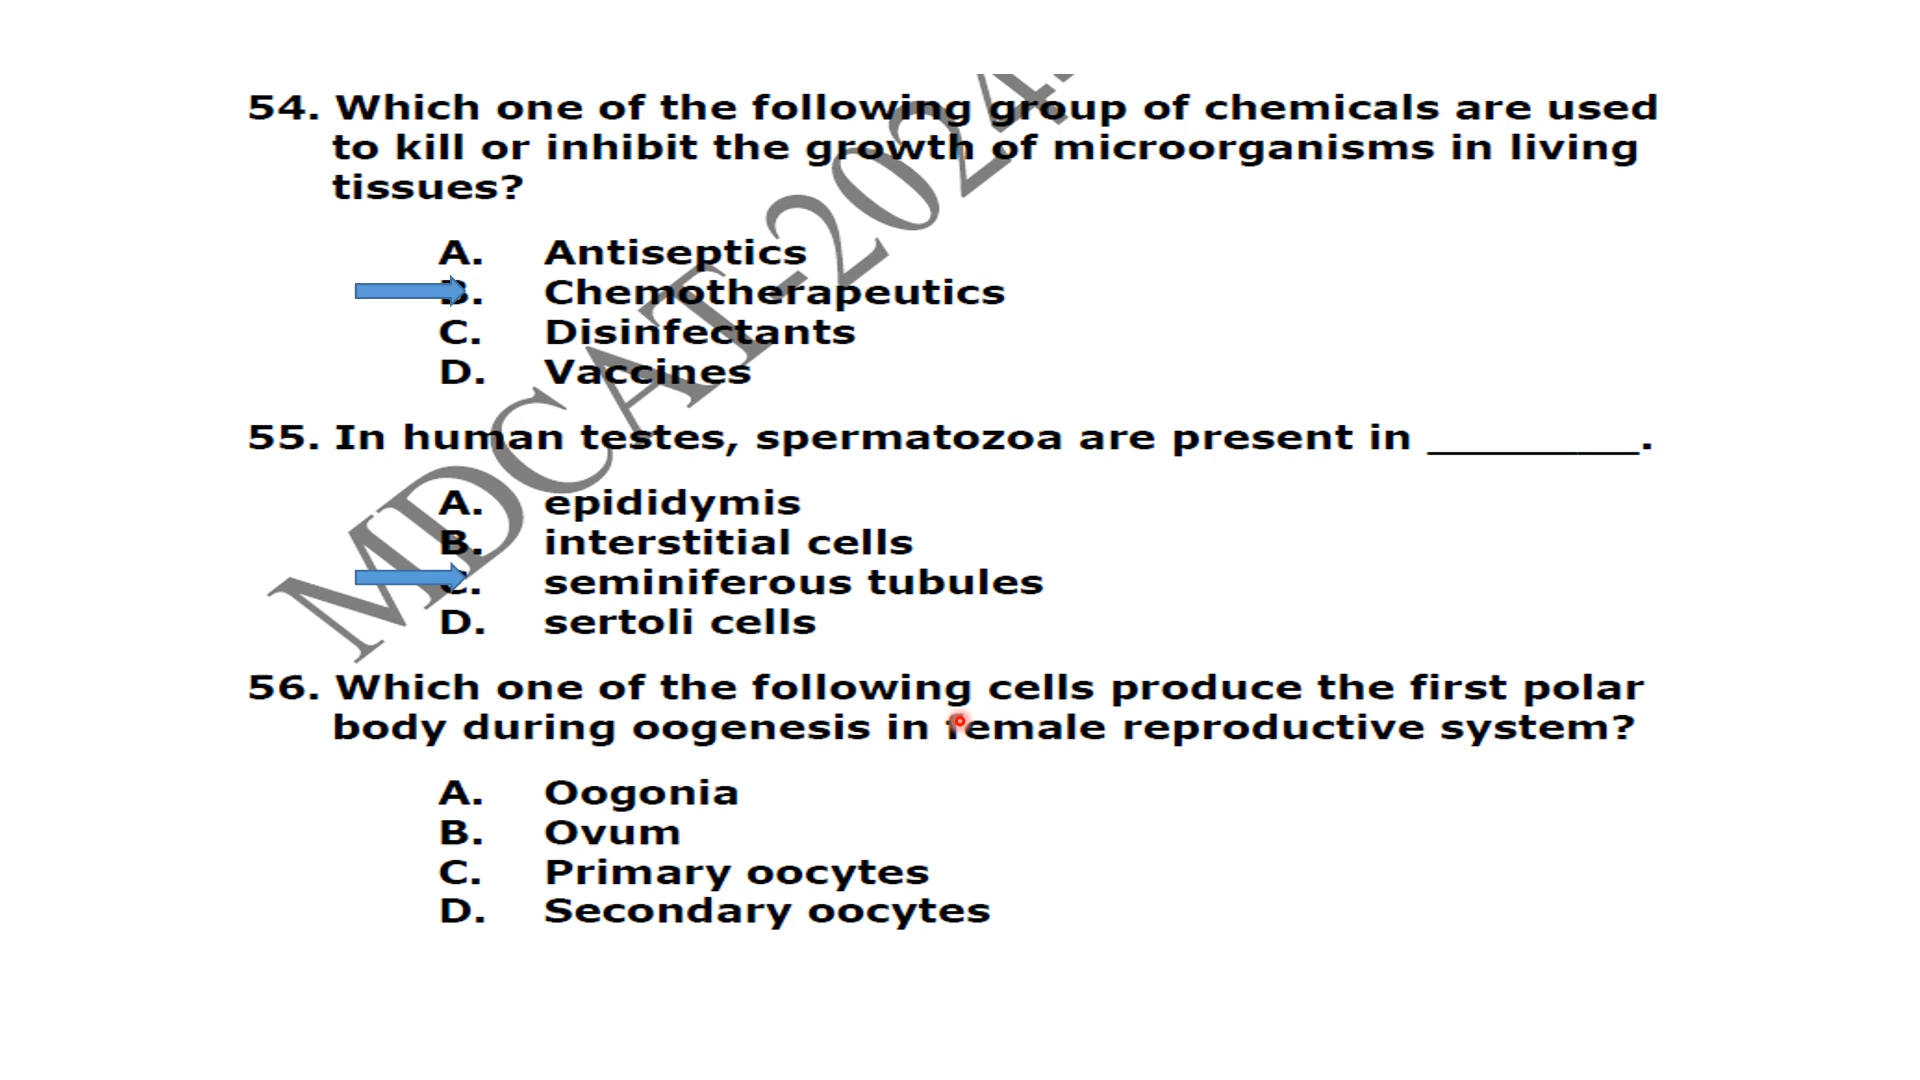 54. Which one of the following group of chemicals are used
to kill or inhibit the growth of microorganisms in living
tissues?
A. Antiseptics
B. Chemotherapeutics
C. Disinfectants
D. Vaccines
55. In human testes, spermatozoa are present in __________.
A. epididymis
B. interstitial cells
C. seminiferous tubules
D. sertoli cells
56. Which one of the following cells produce the first polar
body during oogenesis in female reproductive system?
A. Oogonia
B. Ovum
C. Primary oocytes
D. Secondary oocytes
MDCAT-2024